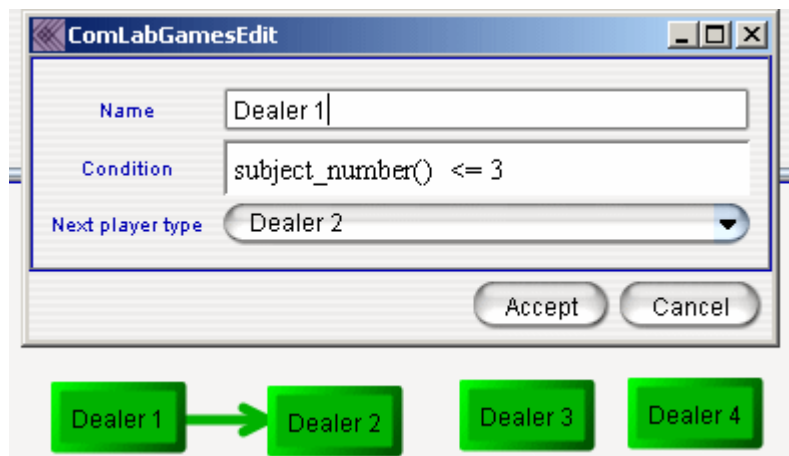 ComLabGamesEdit
Name Dealer 1
Condition subject_number() <= 3
Next player type Dealer 2
Accept Cancel
Dealer 1 Dealer 2 Dealer 3 Dealer 4